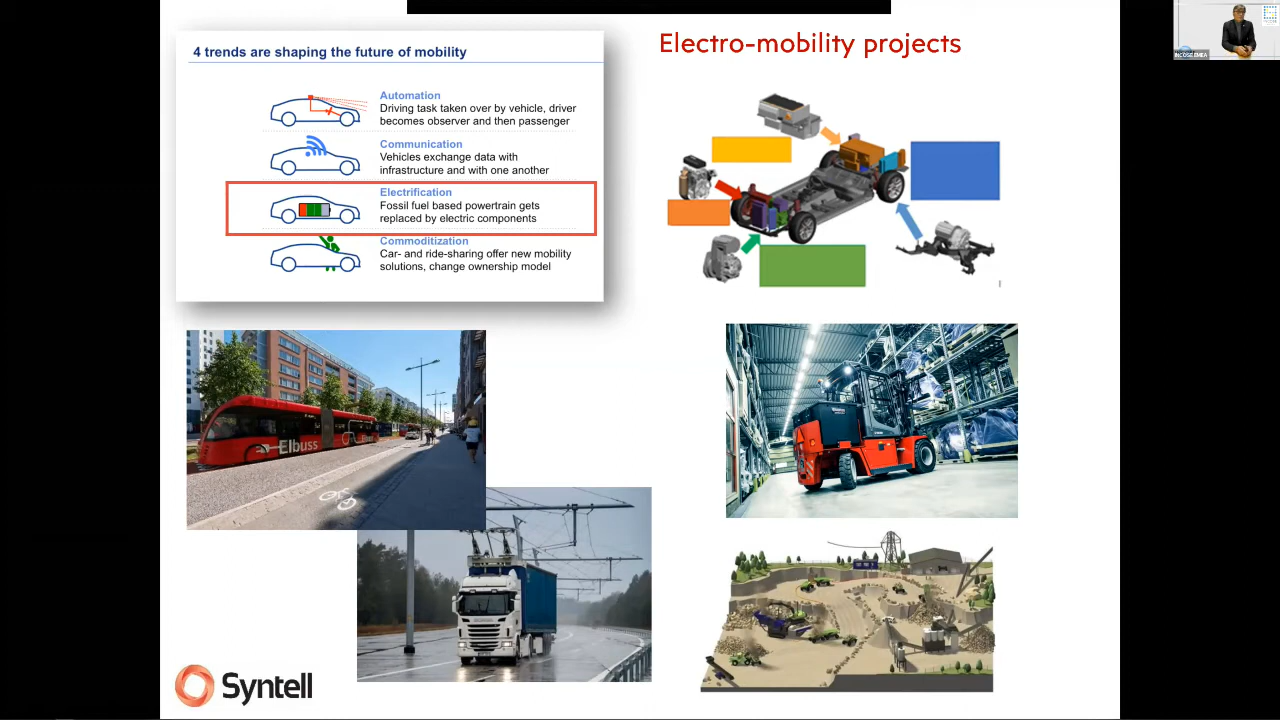 4 trends are shaping the future of mobility
Automation
Driving task taken over by vehicle, driver
becomes observer and then passenger
Communication
Vehicles exchange data with
infrastructure and with one another
Electrification
Fossil fuel based powertrain gets
replaced by electric components
Commoditization
Car- and ride-sharing offer new mobility
solutions, change ownership model
Electro-mobility projects
INCOSE EMEA
Elbuss
Syntell